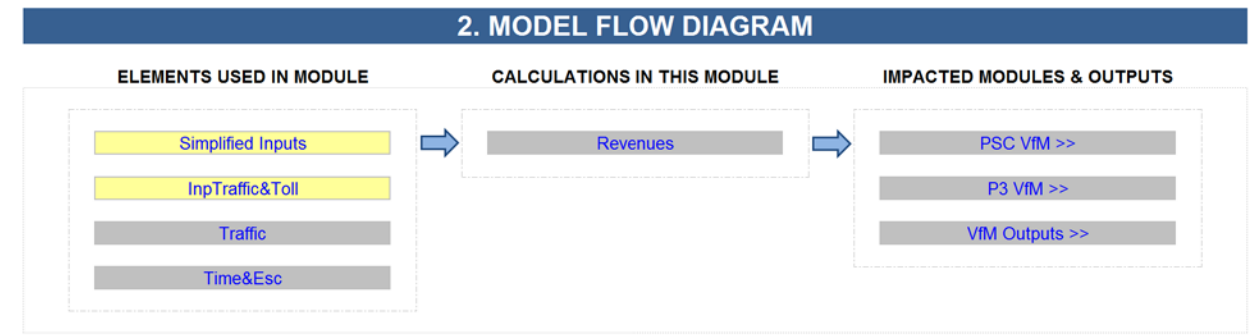 2. MODEL FLOW DIAGRAM
ELEMENTS USED IN MODULE
Simplified Inputs
InpTraffic&Toll
Traffic
Time&Esc
CALCULATIONS IN THIS MODULE
Revenues
IMPACTED MODULES & OUTPUTS
PSC VfM >>
P3 VfM >>
VfM Outputs >>